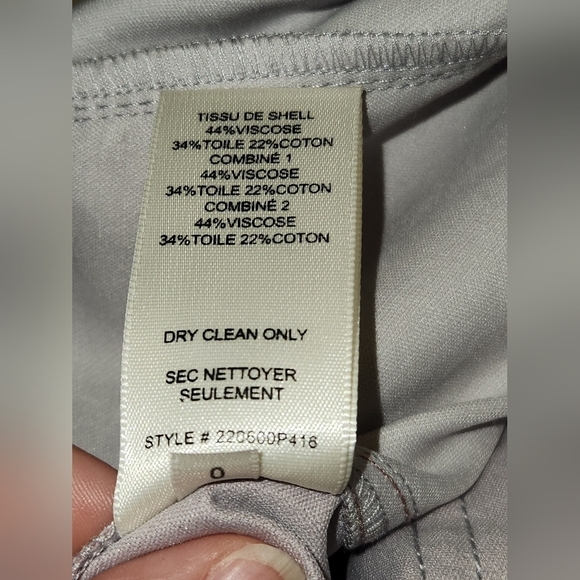 TISSU DE SHELL
44%VISCOSE
34%TOILE 22%COTON
COMBINÉ 1
44%VISCOSE
34%TOILE 22%COTON
COMBINÉ 2
44%VISCOSE
34%TOILE 22%COTON
DRY CLEAN ONLY
SEC NETTOYER
SEULEMENT
STYLE # 220600P416
0